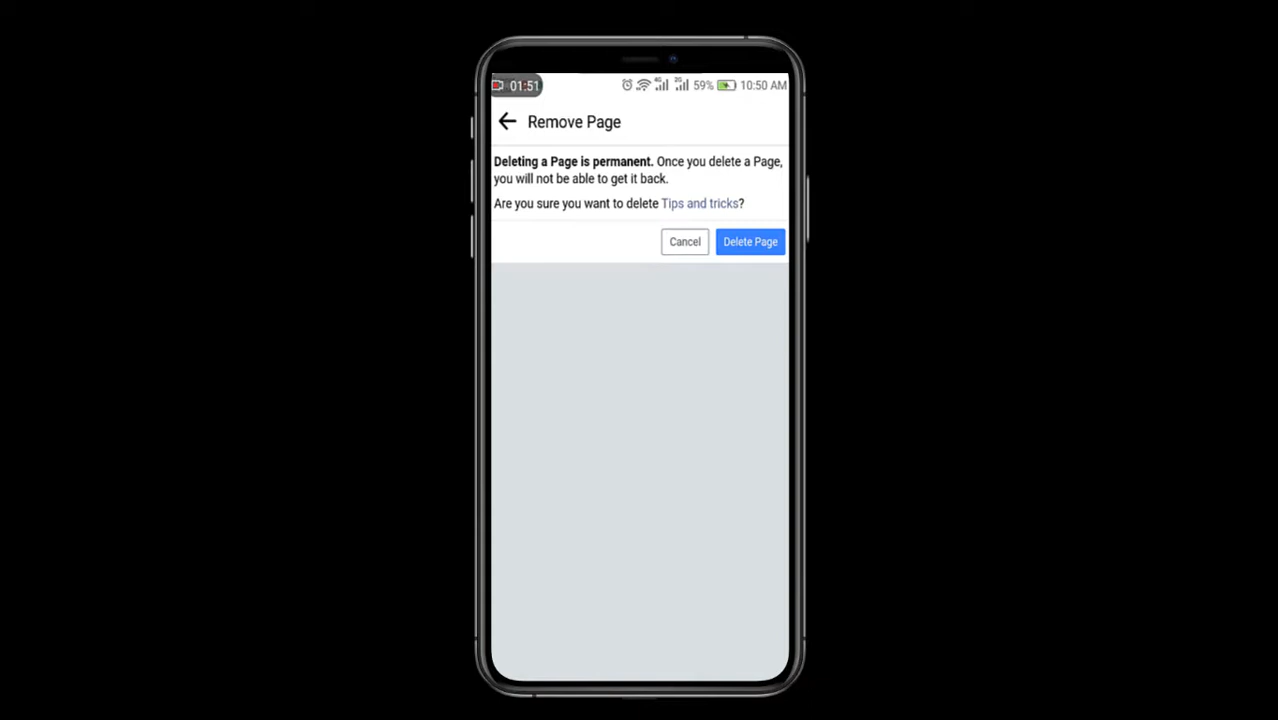 01:51 4G 2G 59% 10:50 AM
Remove Page
Deleting a Page is permanent. Once you delete a Page,
you will not be able to get it back.
Are you sure you want to delete Tips and tricks?
Cancel Delete Page